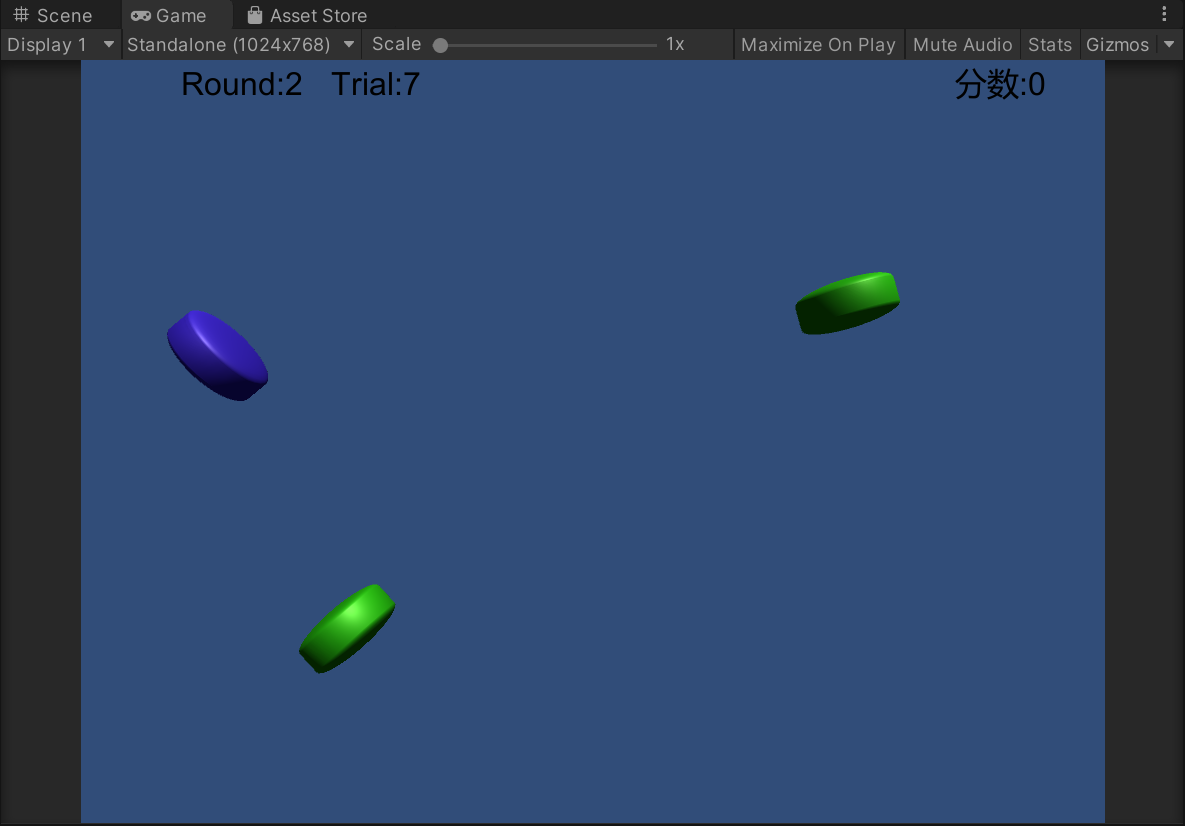 Scene Game Asset Store
Display 1 Standalone (1024x768) Scale 1x Maximize On Play Mute Audio Stats Gizmos
Round:2 Trial:7 分数:0